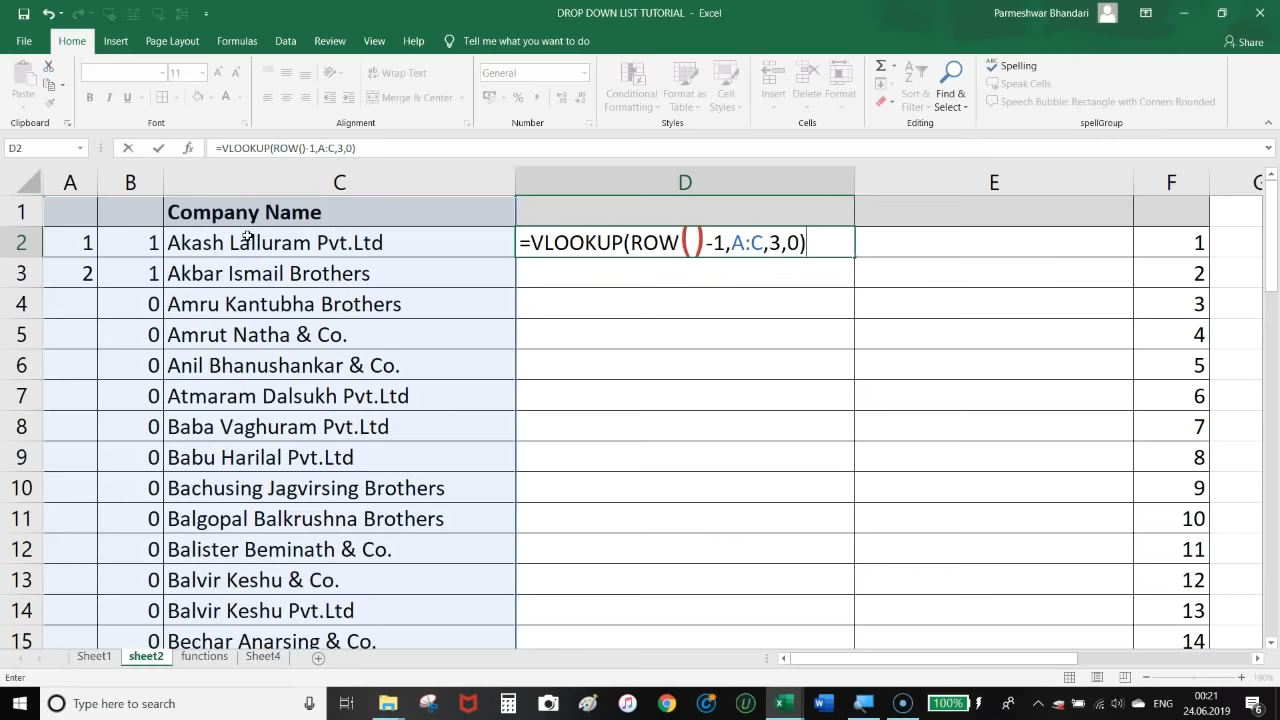 DROP DOWN LIST TUTORIAL - Excel
Parmeshwar Bhandari
File Home Insert Page Layout Formulas Data Review View Help Tell me what you want to do Share
Paste
11
B I U A
Wrap Text
Merge & Center
General
%
Conditional Formatting
Format as Table
Cell Styles
Insert Delete Format
Sort & Filter
Find & Select
Spelling
Speak Cells
Speech Bubble: Rectangle with Corners Rounded
Clipboard Font Alignment Number Styles Cells Editing spellGroup
D2 fx =VLOOKUP(ROW()-1,A:C,3,0)
A B C D E F G
1 Company Name
2 1 1 Akash Lalluram Pvt.Ltd =VLOOKUP(ROW()-1,A:C,3,0) 1
3 2 1 Akbar Ismail Brothers 2
4 0 Amru Kantubha Brothers 3
5 0 Amrut Natha & Co. 4
6 0 Anil Bhanushankar & Co. 5
7 0 Atmaram Dalsukh Pvt.Ltd 6
8 0 Baba Vaghuram Pvt.Ltd 7
9 0 Babu Harilal Pvt.Ltd 8
10 0 Bachusing Jagvirsing Brothers 9
11 0 Balgopal Balkrushna Brothers 10
12 0 Balister Beminath & Co. 11
13 0 Balvir Keshu & Co. 12
14 0 Balvir Keshu Pvt.Ltd 13
15 0 Bechar Anarsing & Co. 14
Sheet1 sheet2 functions Sheet4
Enter 190%
Type here to search 100% ENG 00:21
24.06.2019 6